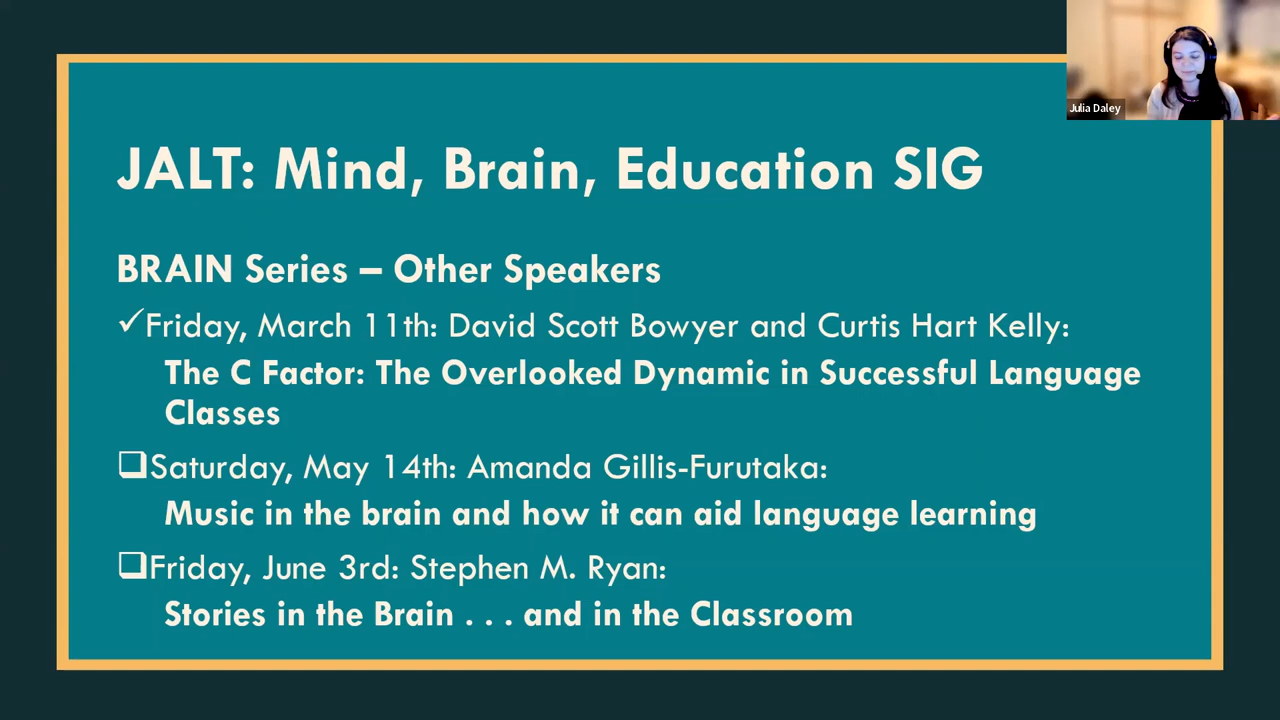 Julia Daley
JALT: Mind, Brain, Education SIG
BRAIN Series – Other Speakers
✓Friday, March 11th: David Scott Bowyer and Curtis Hart Kelly:
The C Factor: The Overlooked Dynamic in Successful Language
Classes
❑Saturday, May 14th: Amanda Gillis-Furutaka:
Music in the brain and how it can aid language learning
❑Friday, June 3rd: Stephen M. Ryan:
Stories in the Brain . . . and in the Classroom